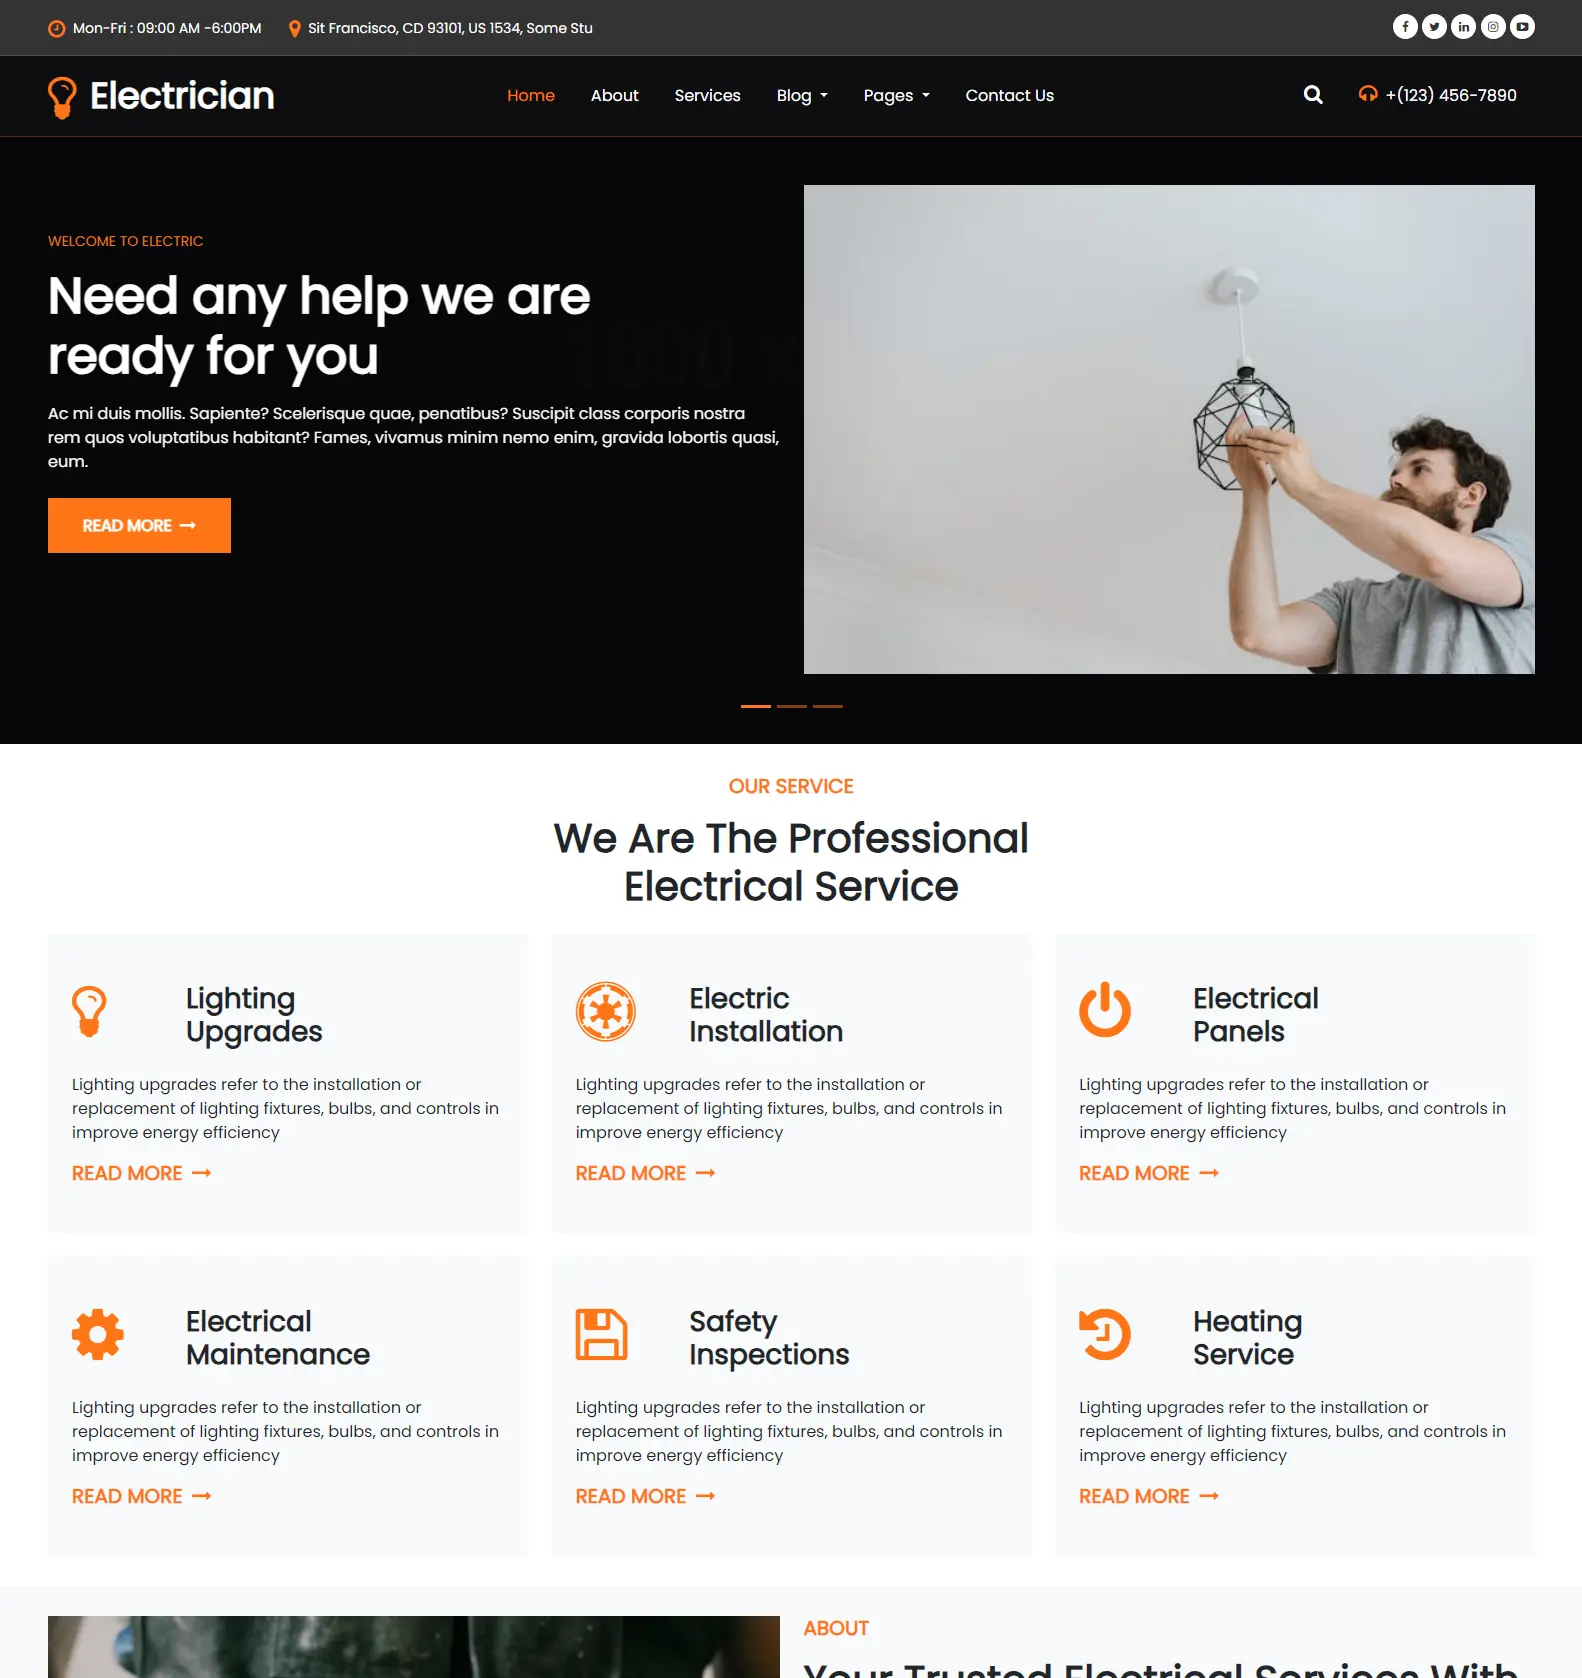 Mon-Fri : 09:00 AM -6:00PM
Sit Francisco, CD 93101, US 1534, Some Stu
Electrician
Home
About
Services
Blog
Pages
Contact Us
+(123) 456-7890
WELCOME TO ELECTRIC
Need any help we are
ready for you
Ac mi duis mollis. Sapiente? Scelerisque quae, penatibus? Suscipit class corporis nostra
rem quos voluptatibus habitant? Fames, vivamus minim nemo enim, gravida lobortis quasi,
eum.
READ MORE
OUR SERVICE
We Are The Professional
Electrical Service
Lighting
Upgrades
Lighting upgrades refer to the installation or
replacement of lighting fixtures, bulbs, and controls in
improve energy efficiency
READ MORE
Electric
Installation
Lighting upgrades refer to the installation or
replacement of lighting fixtures, bulbs, and controls in
improve energy efficiency
READ MORE
Electrical
Panels
Lighting upgrades refer to the installation or
replacement of lighting fixtures, bulbs, and controls in
improve energy efficiency
READ MORE
Electrical
Maintenance
Lighting upgrades refer to the installation or
replacement of lighting fixtures, bulbs, and controls in
improve energy efficiency
READ MORE
Safety
Inspections
Lighting upgrades refer to the installation or
replacement of lighting fixtures, bulbs, and controls in
improve energy efficiency
READ MORE
Heating
Service
Lighting upgrades refer to the installation or
replacement of lighting fixtures, bulbs, and controls in
improve energy efficiency
READ MORE
ABOUT
Your Trusted Electrical Services With